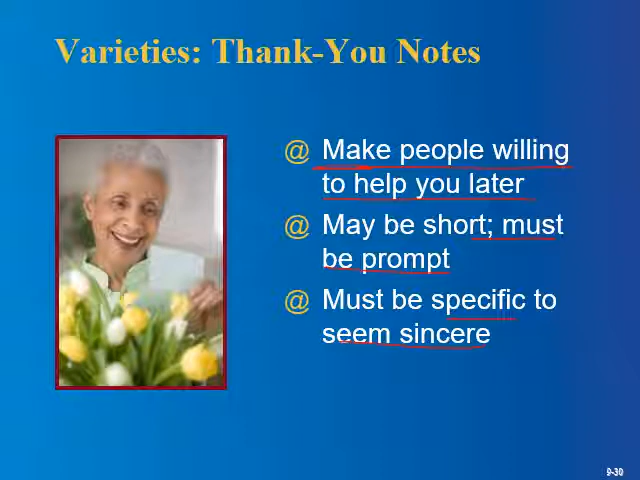 Varieties: Thank-You Notes
@ Make people willing
to help you later
@ May be short; must
be prompt
@ Must be specific to
seem sincere
9-30